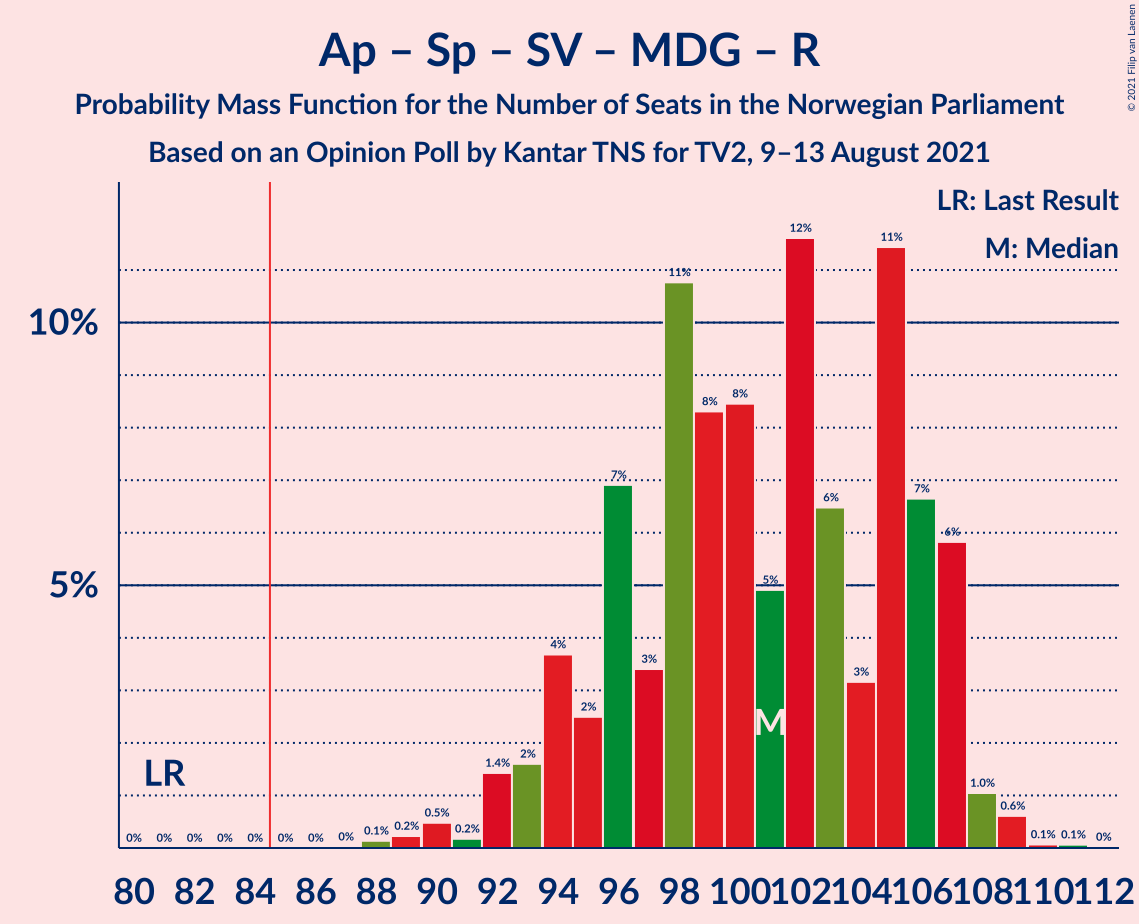 Ap – Sp – SV – MDG – R
Probability Mass Function for the Number of Seats in the Norwegian Parliament
Based on an Opinion Poll by Kantar TNS for TV2, 9–13 August 2021
© 2021 Filip van Laenen
LR: Last Result
M: Median
10%
5%
LR
M
0% 0% 0% 0% 0% 0% 0% 0% 0.1% 0.2% 0.5% 0.2% 1.4% 2% 4% 2% 7% 3% 11% 8% 8% 5% 12% 6% 3% 11% 7% 6% 1.0% 0.6% 0.1% 0.1% 0%
80 82 84 86 88 90 92 94 96 98 100 102 104 106 108 110 112